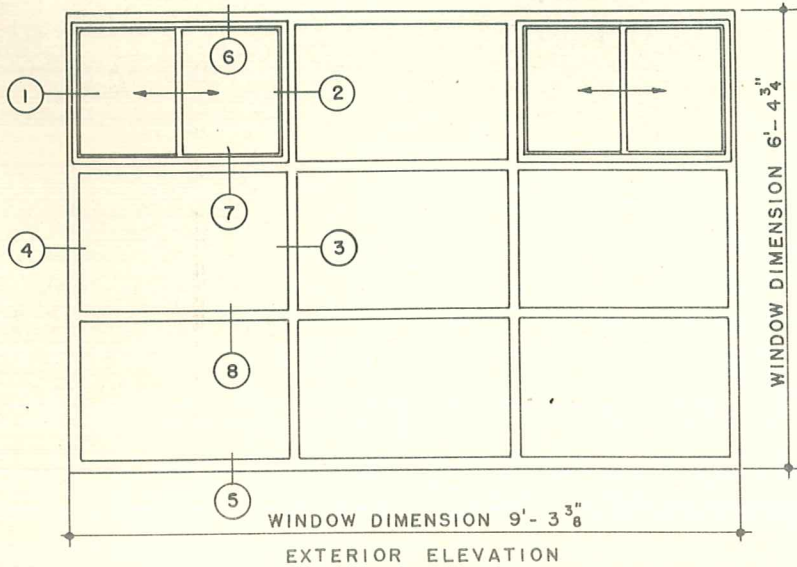 6
1
2
7
4
3
8
5
WINDOW DIMENSION 6'- 4 3/4"
WINDOW DIMENSION 9'- 3 3/8"
EXTERIOR ELEVATION